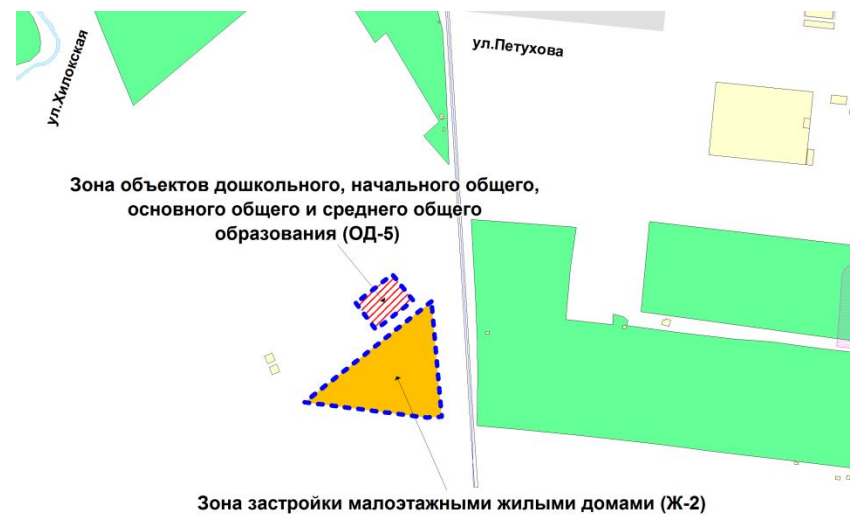 ул.Хилокская
ул.Петухова
Зона объектов дошкольного, начального общего,
основного общего и среднего общего
образования (ОД-5)
Зона застройки малоэтажными жилыми домами (Ж-2)